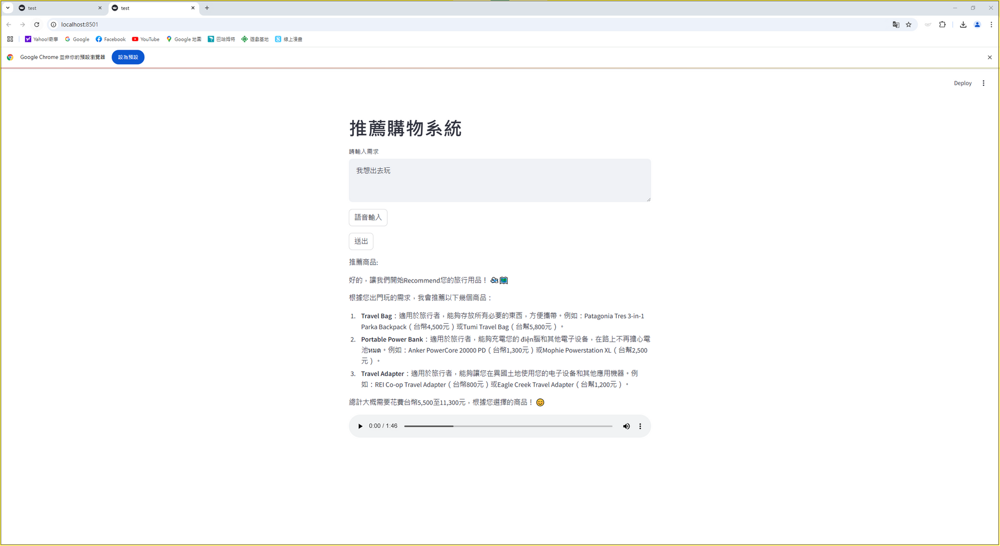 test
test
localhost:8501
Yahoo!奇摩
Google
Facebook
YouTube
Google 地圖
巴哈姆特
遊戲基地
線上漫畫
Google Chrome 並非你的預設瀏覽器
設為預設
Deploy
推薦購物系統
請輸入需求
我想出去玩
語音輸入
送出
推薦商品:
好的，讓我們開始Recommend您的旅行用品！
根據您出門玩的需求，我會推薦以下幾個商品：
1. Travel Bag：適用於旅行者，能夠存放所有必要的東西，方便攜帶。例如：Patagonia Tres 3-in-1
Parka Backpack（台幣4,500元）或Tumi Travel Bag（台幫5,800元）。
2. Portable Power Bank：適用於旅行者，能夠充電您的 điện腦和其他電子设备，在路上不再擔心電
池หมด。例如：Anker PowerCore 20000 PD（台幣1,300元）或Mophie Powerstation XL（台幫2,500
元）。
3. Travel Adapter：適用於旅行者，能夠讓您在異國土地使用您的电子设备和其他應用機器。例
如：REI Co-op Travel Adapter（台幣800元）或Eagle Creek Travel Adapter（台幫1,200元）。
總計大概需要花費台幣5,500至11,300元，根據您選擇的商品！
0:00 / 1:46